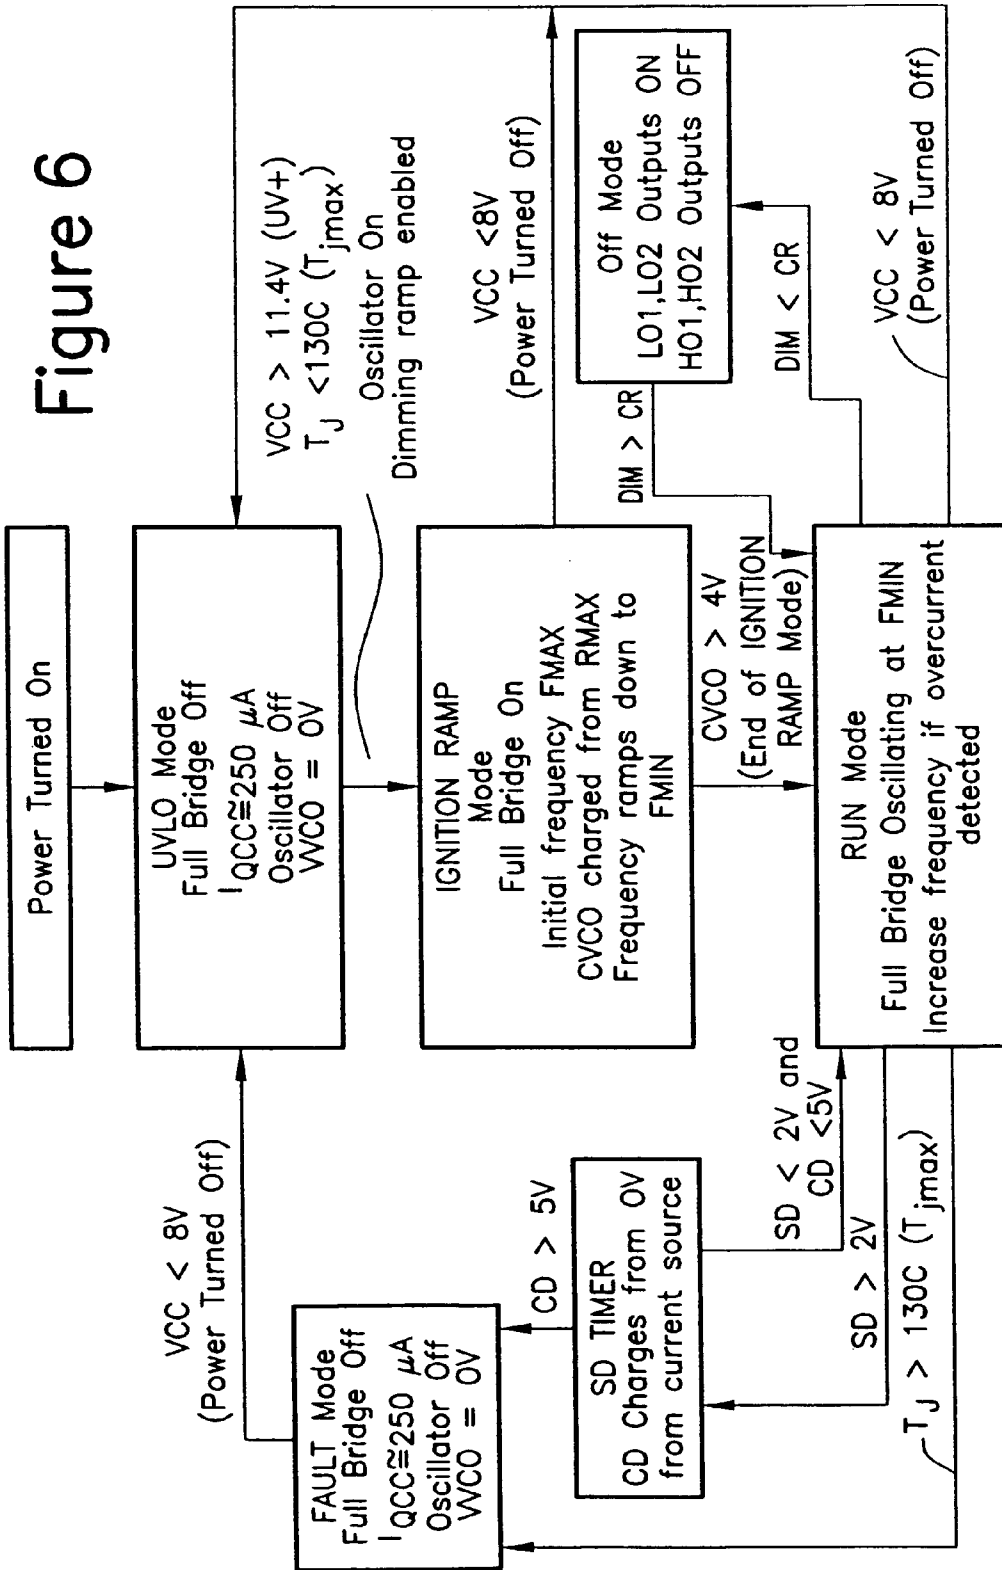 Figure 6
Power Turned On
UVLO Mode
Full Bridge Off
IQCC≅250 μA
Oscillator Off
VVCO = 0V
VCC > 11.4V (UV+)
TJ <130C (Tjmax)
Oscillator On
Dimming ramp enabled
VCC < 8V
(Power Turned Off)
FAULT Mode
Full Bridge Off
IQCC≅250 μA
Oscillator Off
VVCO = 0V
IGNITION RAMP
Mode
Full Bridge On
Initial frequency FMAX
CVCO charged from RMAX
Frequency ramps down to
FMIN
VCC <8V
(Power Turned Off)
CD > 5V
SD TIMER
CD Charges from 0V
from current source
Off Mode
LO1,LO2 Outputs ON
HO1,HO2 Outputs OFF
DIM > CR
DIM < CR
CVCO > 4V
(End of IGNITION
RAMP Mode)
SD < 2V and
CD <5V
SD > 2V
TJ > 130C (Tjmax)
RUN Mode
Full Bridge Oscillating at FMIN
Increase frequency if overcurrent
detected
VCC < 8V
(Power Turned Off)